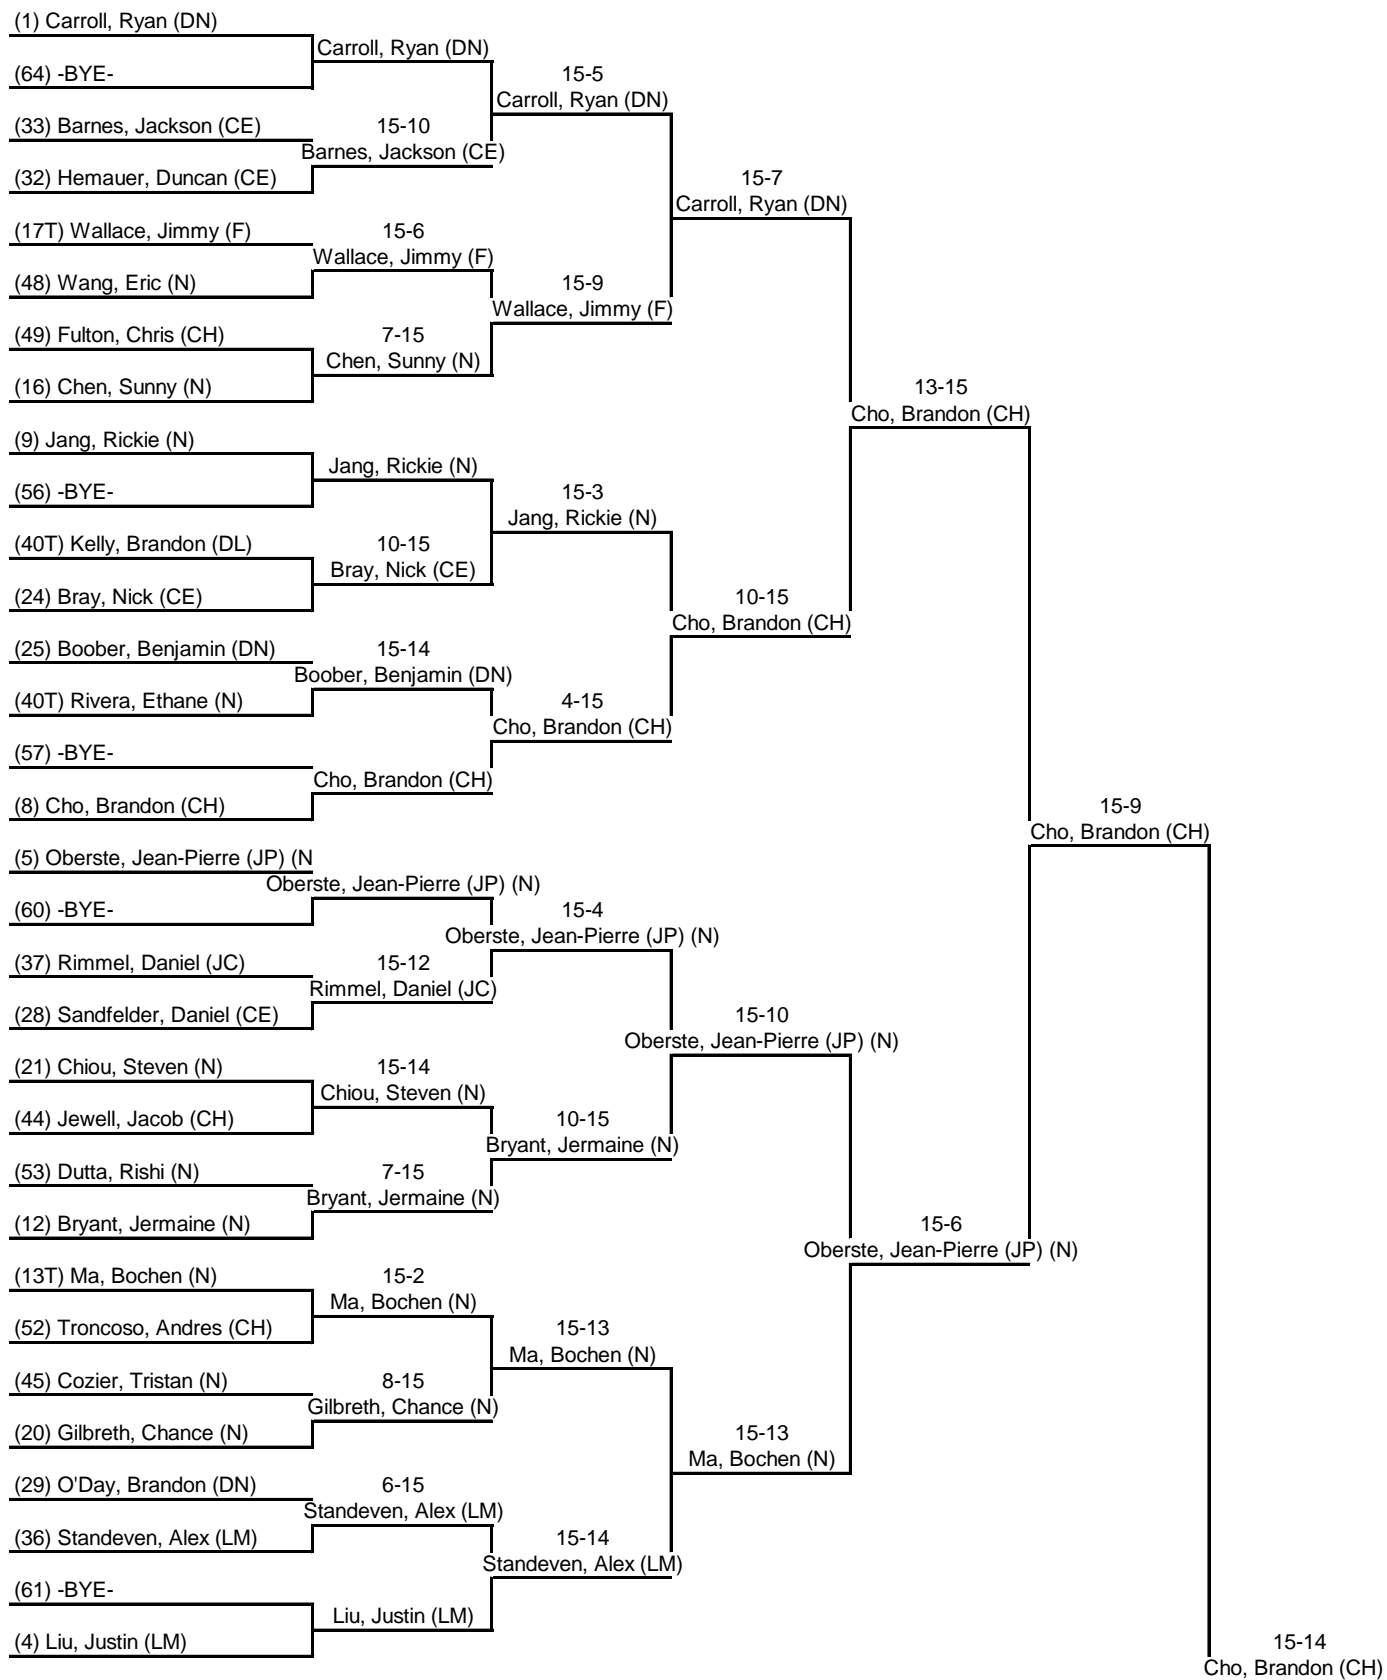 (1) Carroll, Ryan (DN)
Carroll, Ryan (DN)
(64) -BYE-
15-5
Carroll, Ryan (DN)
(33) Barnes, Jackson (CE)
15-10
Barnes, Jackson (CE)
(32) Hemauer, Duncan (CE)
15-7
Carroll, Ryan (DN)
(17T) Wallace, Jimmy (F)
15-6
Wallace, Jimmy (F)
(48) Wang, Eric (N)
15-9
Wallace, Jimmy (F)
(49) Fulton, Chris (CH)
7-15
Chen, Sunny (N)
(16) Chen, Sunny (N)
13-15
Cho, Brandon (CH)
(9) Jang, Rickie (N)
Jang, Rickie (N)
(56) -BYE-
15-3
Jang, Rickie (N)
(40T) Kelly, Brandon (DL)
10-15
Bray, Nick (CE)
(24) Bray, Nick (CE)
10-15
Cho, Brandon (CH)
(25) Boober, Benjamin (DN)
15-14
Boober, Benjamin (DN)
(40T) Rivera, Ethane (N)
4-15
Cho, Brandon (CH)
(57) -BYE-
Cho, Brandon (CH)
(8) Cho, Brandon (CH)
15-9
Cho, Brandon (CH)
(5) Oberste, Jean-Pierre (JP) (N
Oberste, Jean-Pierre (JP) (N)
(60) -BYE-
15-4
Oberste, Jean-Pierre (JP) (N)
(37) Rimmel, Daniel (JC)
15-12
Rimmel, Daniel (JC)
(28) Sandfelder, Daniel (CE)
15-10
Oberste, Jean-Pierre (JP) (N)
(21) Chiou, Steven (N)
15-14
Chiou, Steven (N)
(44) Jewell, Jacob (CH)
10-15
Bryant, Jermaine (N)
(53) Dutta, Rishi (N)
7-15
Bryant, Jermaine (N)
(12) Bryant, Jermaine (N)
15-6
Oberste, Jean-Pierre (JP) (N)
(13T) Ma, Bochen (N)
15-2
Ma, Bochen (N)
(52) Troncoso, Andres (CH)
15-13
Ma, Bochen (N)
(45) Cozier, Tristan (N)
8-15
Gilbreth, Chance (N)
(20) Gilbreth, Chance (N)
15-13
Ma, Bochen (N)
(29) O'Day, Brandon (DN)
6-15
Standeven, Alex (LM)
(36) Standeven, Alex (LM)
15-14
Standeven, Alex (LM)
(61) -BYE-
Liu, Justin (LM)
(4) Liu, Justin (LM)
15-14
Cho, Brandon (CH)